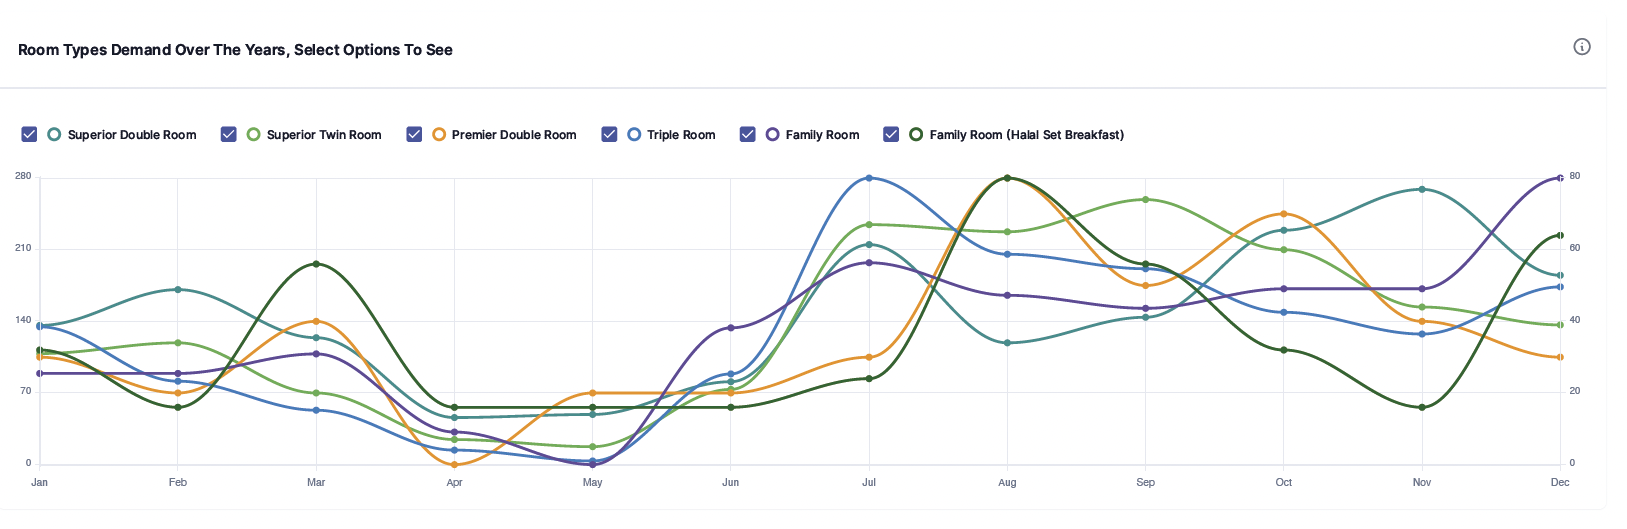 Room Types Demand Over The Years, Select Options To See
Superior Double Room Superior Twin Room Premier Double Room Triple Room Family Room Family Room (Halal Set Breakfast)
280 80
210 60
140 40
70 20
0 0
Jan Feb Mar Apr May Jun Jul Aug Sep Oct Nov Dec